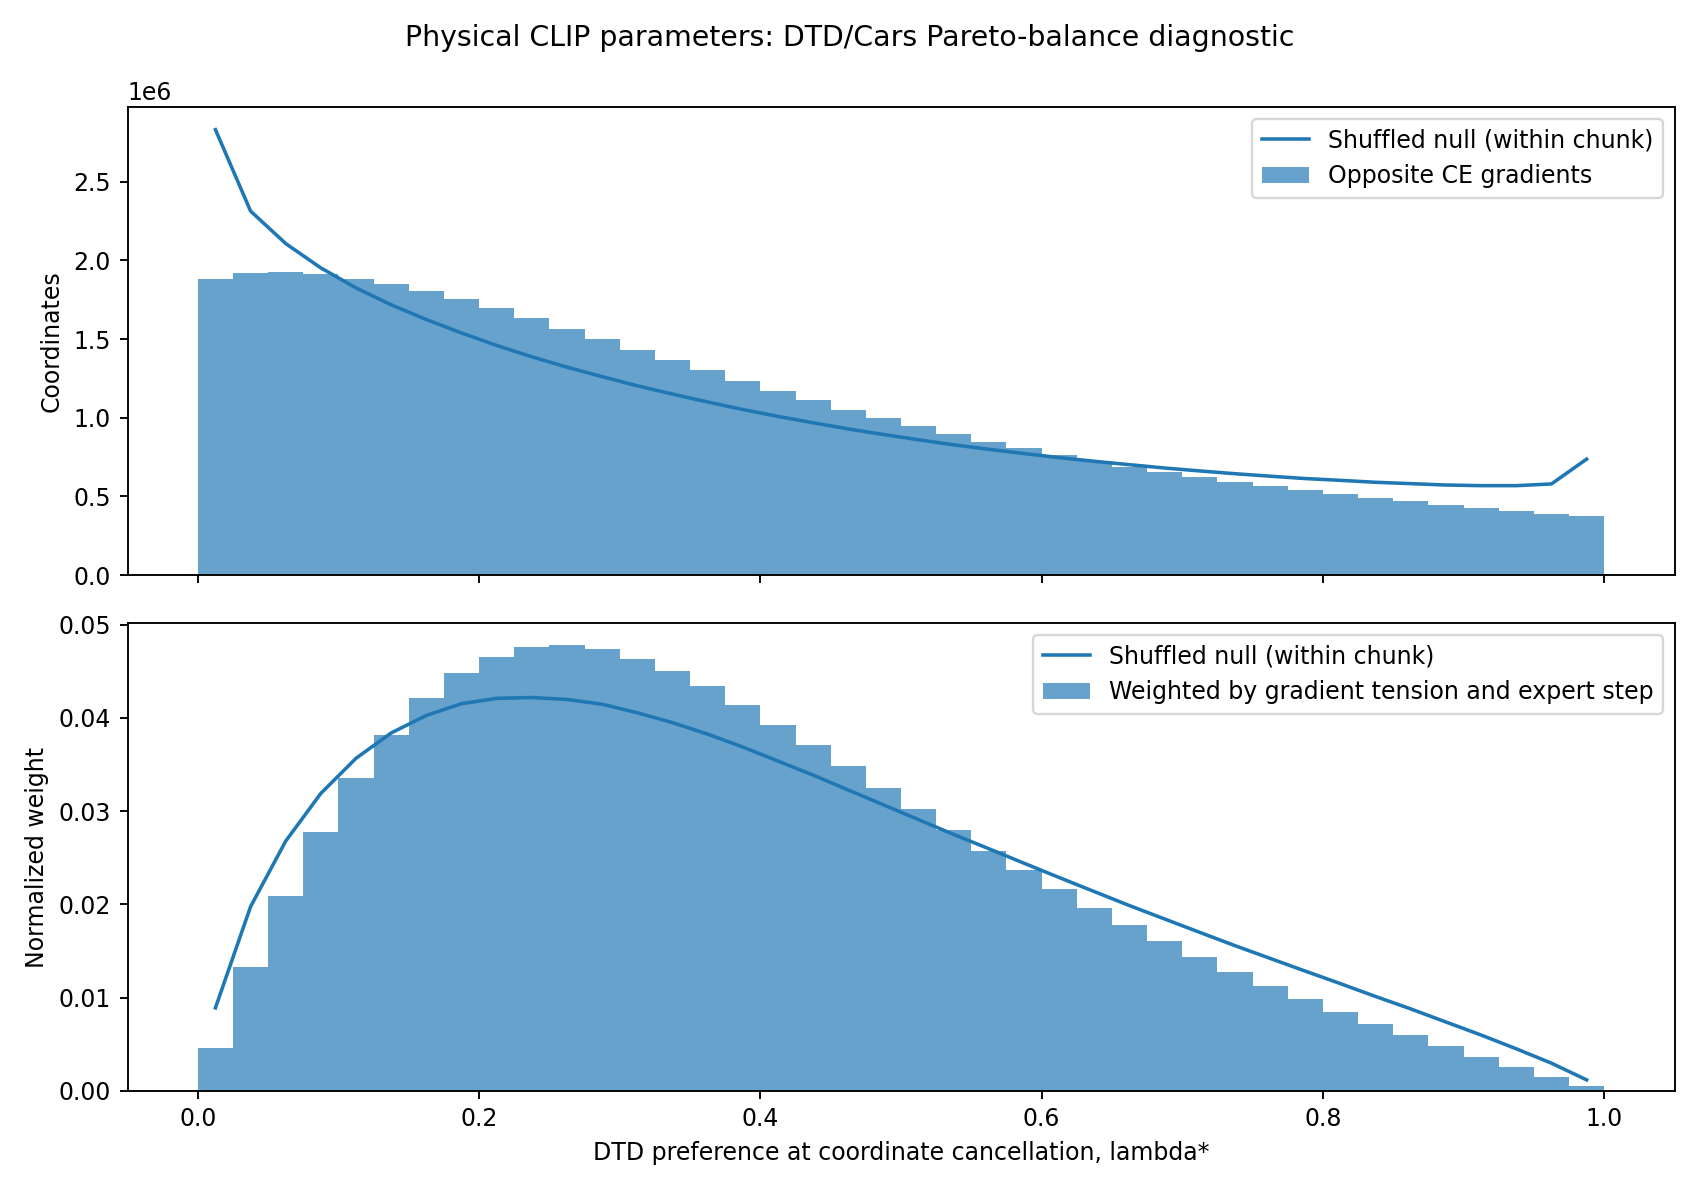 Physical CLIP parameters: DTD/Cars Pareto-balance diagnostic
1e6
Shuffled null (within chunk)
Opposite CE gradients
2.5
2.0
1.5
1.0
0.5
0.0
Coordinates
Shuffled null (within chunk)
Weighted by gradient tension and expert step
0.05
0.04
0.03
0.02
0.01
0.00
Normalized weight
0.0 0.2 0.4 0.6 0.8 1.0
DTD preference at coordinate cancellation, lambda*